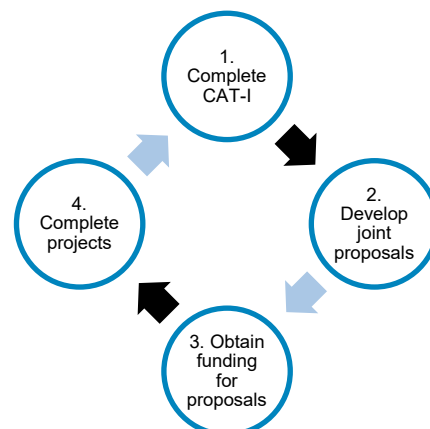 1.
Complete
CAT-I
2.
Develop
joint
proposals
3. Obtain
funding
for
proposals
4.
Complete
projects